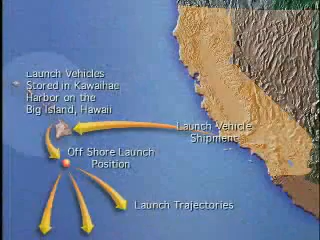 Launch Vehicles
Stored in Kawaihae
Harbor on the
Big Island, Hawaii
Launch Vehicle
Shipment
Off Shore Launch
Position
Launch Trajectories